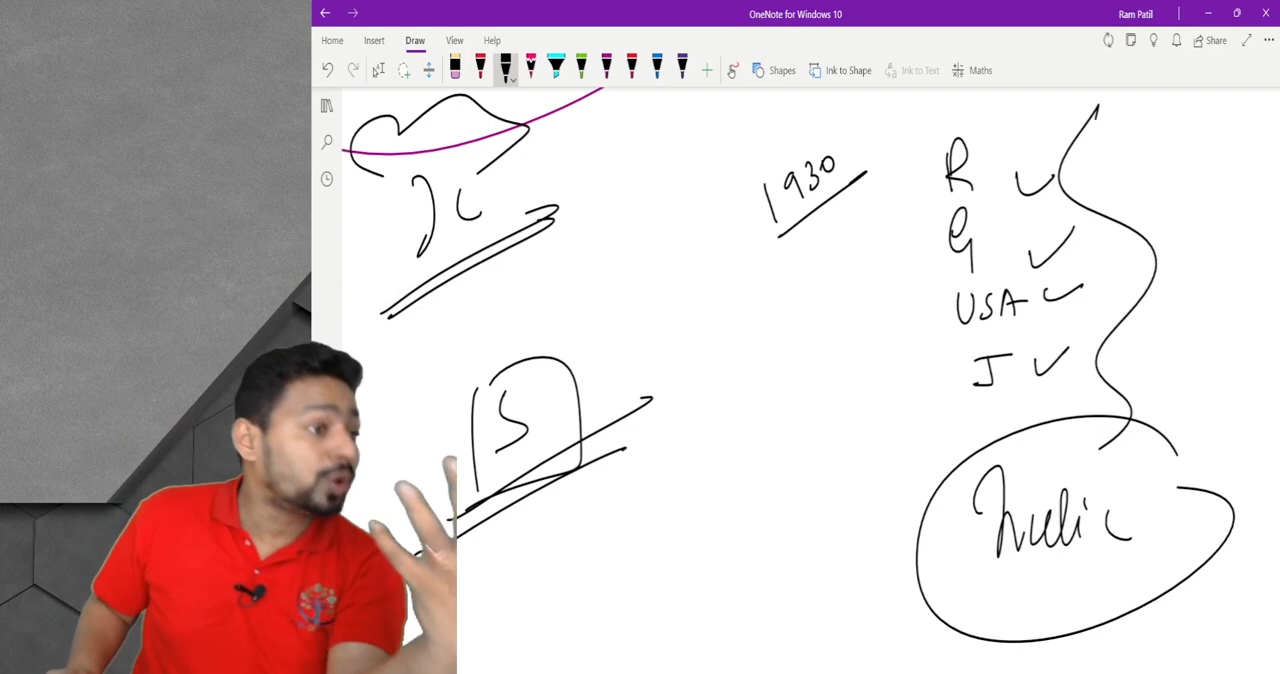 OneNote for Windows 10
Ram Patil
Home Insert Draw View Help
Share
Shapes Ink to Shape Ink to Text Maths
1930
R
G
USA
J
S